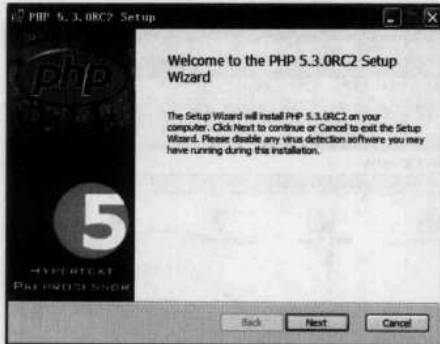 PHP 5.3.0RC2 Setup
php
Welcome to the PHP 5.3.0RC2 Setup
Wizard
The Setup Wizard will install PHP 5.3.0RC2 on your
computer. Click Next to continue or Cancel to exit the Setup
Wizard. Please disable any virus detection software you may
have running during this installation.
5
HYPERTEXT
PREPROCESSOR
Back
Next
Cancel